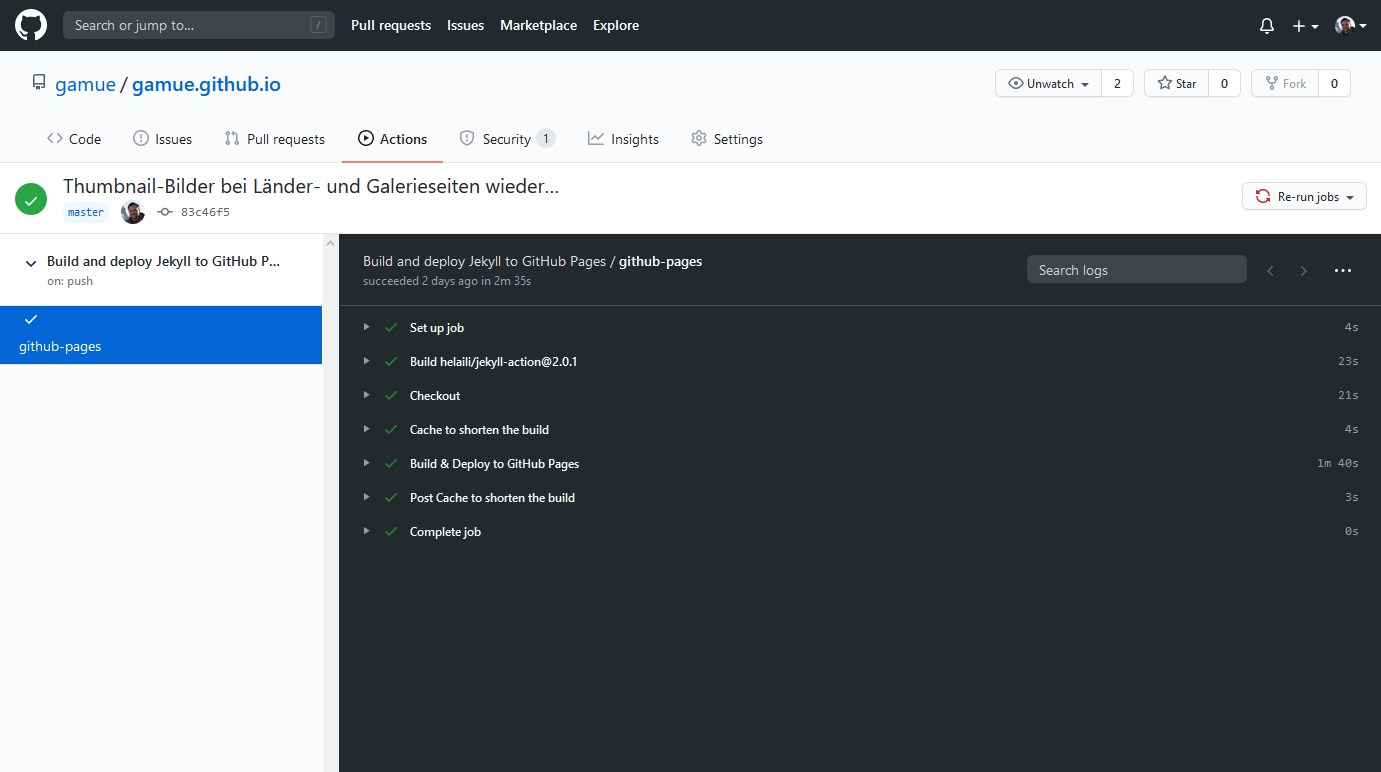 Search or jump to... /
Pull requests Issues Marketplace Explore
gamue / gamue.github.io
Unwatch 2 Star 0 Fork 0
Code Issues Pull requests Actions Security 1 Insights Settings
Thumbnail-Bilder bei Länder- und Galerieseiten wieder...
master 83c46f5
Re-run jobs
Build and deploy Jekyll to GitHub P...
on: push
github-pages
Build and deploy Jekyll to GitHub Pages / github-pages
succeeded 2 days ago in 2m 35s
Search logs
Set up job 4s
Build helaili/jekyll-action@2.0.1 23s
Checkout 21s
Cache to shorten the build 4s
Build & Deploy to GitHub Pages 1m 40s
Post Cache to shorten the build 3s
Complete job 0s